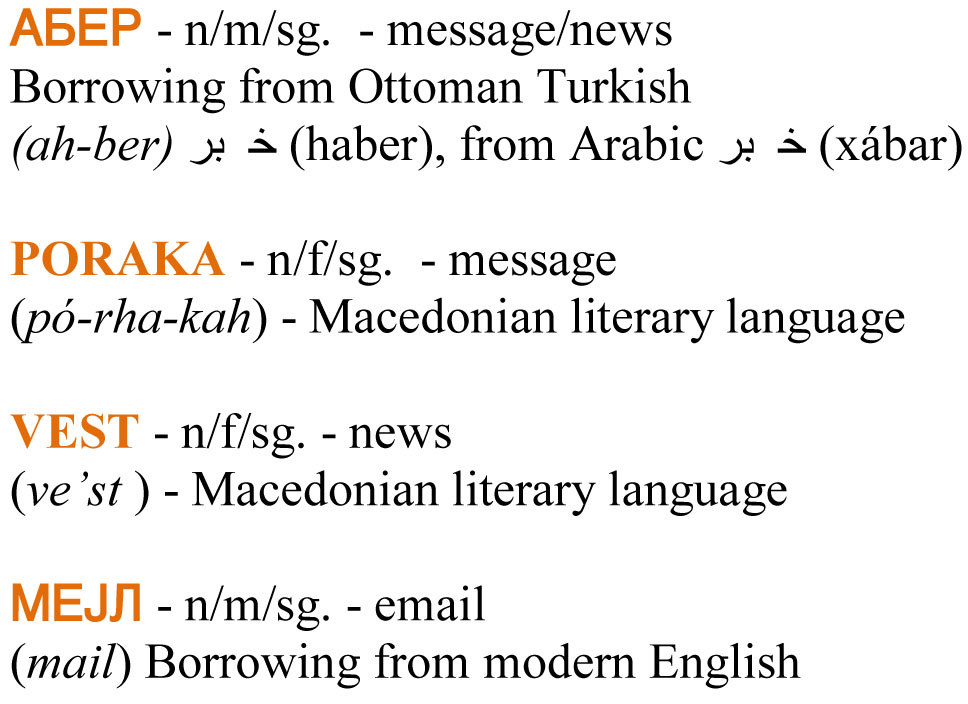 АБЕР - n/m/sg.  - message/news
Borrowing from Ottoman Turkish
(ah-ber) خ بر (haber), from Arabic خ بر (xábar)
PORAKA - n/f/sg.  - message
(pó-rha-kah) - Macedonian literary language
VEST - n/f/sg. - news
(ve’st ) - Macedonian literary language
МЕЈЛ - n/m/sg. - email
(mail) Borrowing from modern English